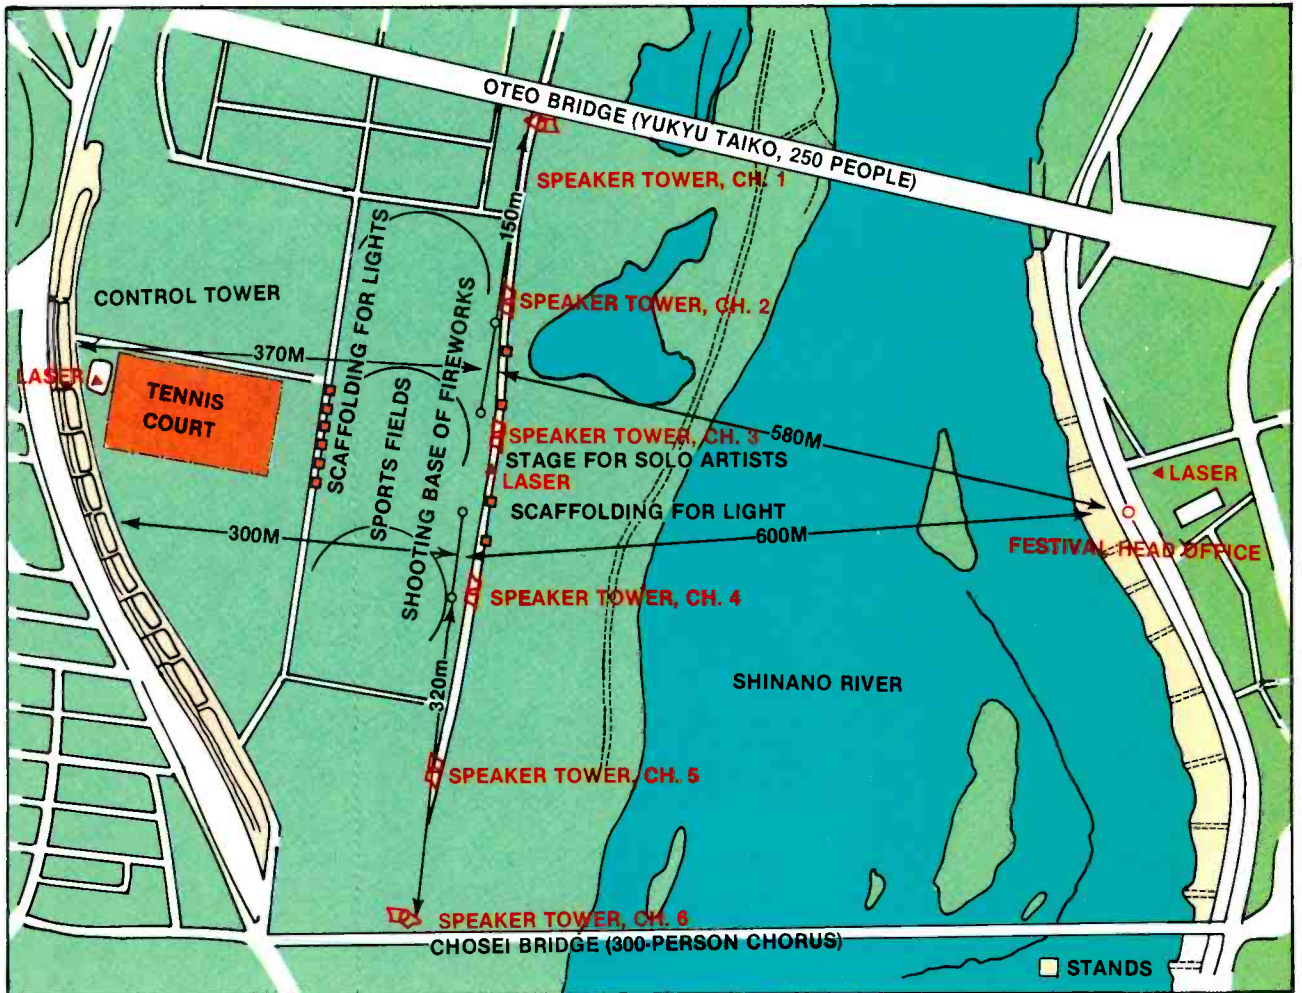 OTEO BRIDGE (YUKYU TAIKO, 250 PEOPLE)
SPEAKER TOWER, CH. 1
150m
CONTROL TOWER
SPEAKER TOWER, CH. 2
370M
LASER
TENNIS
COURT
SCAFFOLDING FOR LIGHTS
SPORTS FIELDS
SHOOTING BASE OF FIREWORKS
SPEAKER TOWER, CH. 3
580M
STAGE FOR SOLO ARTISTS
LASER
LASER
SCAFFOLDING FOR LIGHT
300M
600M
FESTIVAL HEAD OFFICE
SPEAKER TOWER, CH. 4
320m
SHINANO RIVER
SPEAKER TOWER, CH. 5
SPEAKER TOWER, CH. 6
CHOSEI BRIDGE (300-PERSON CHORUS)
STANDS